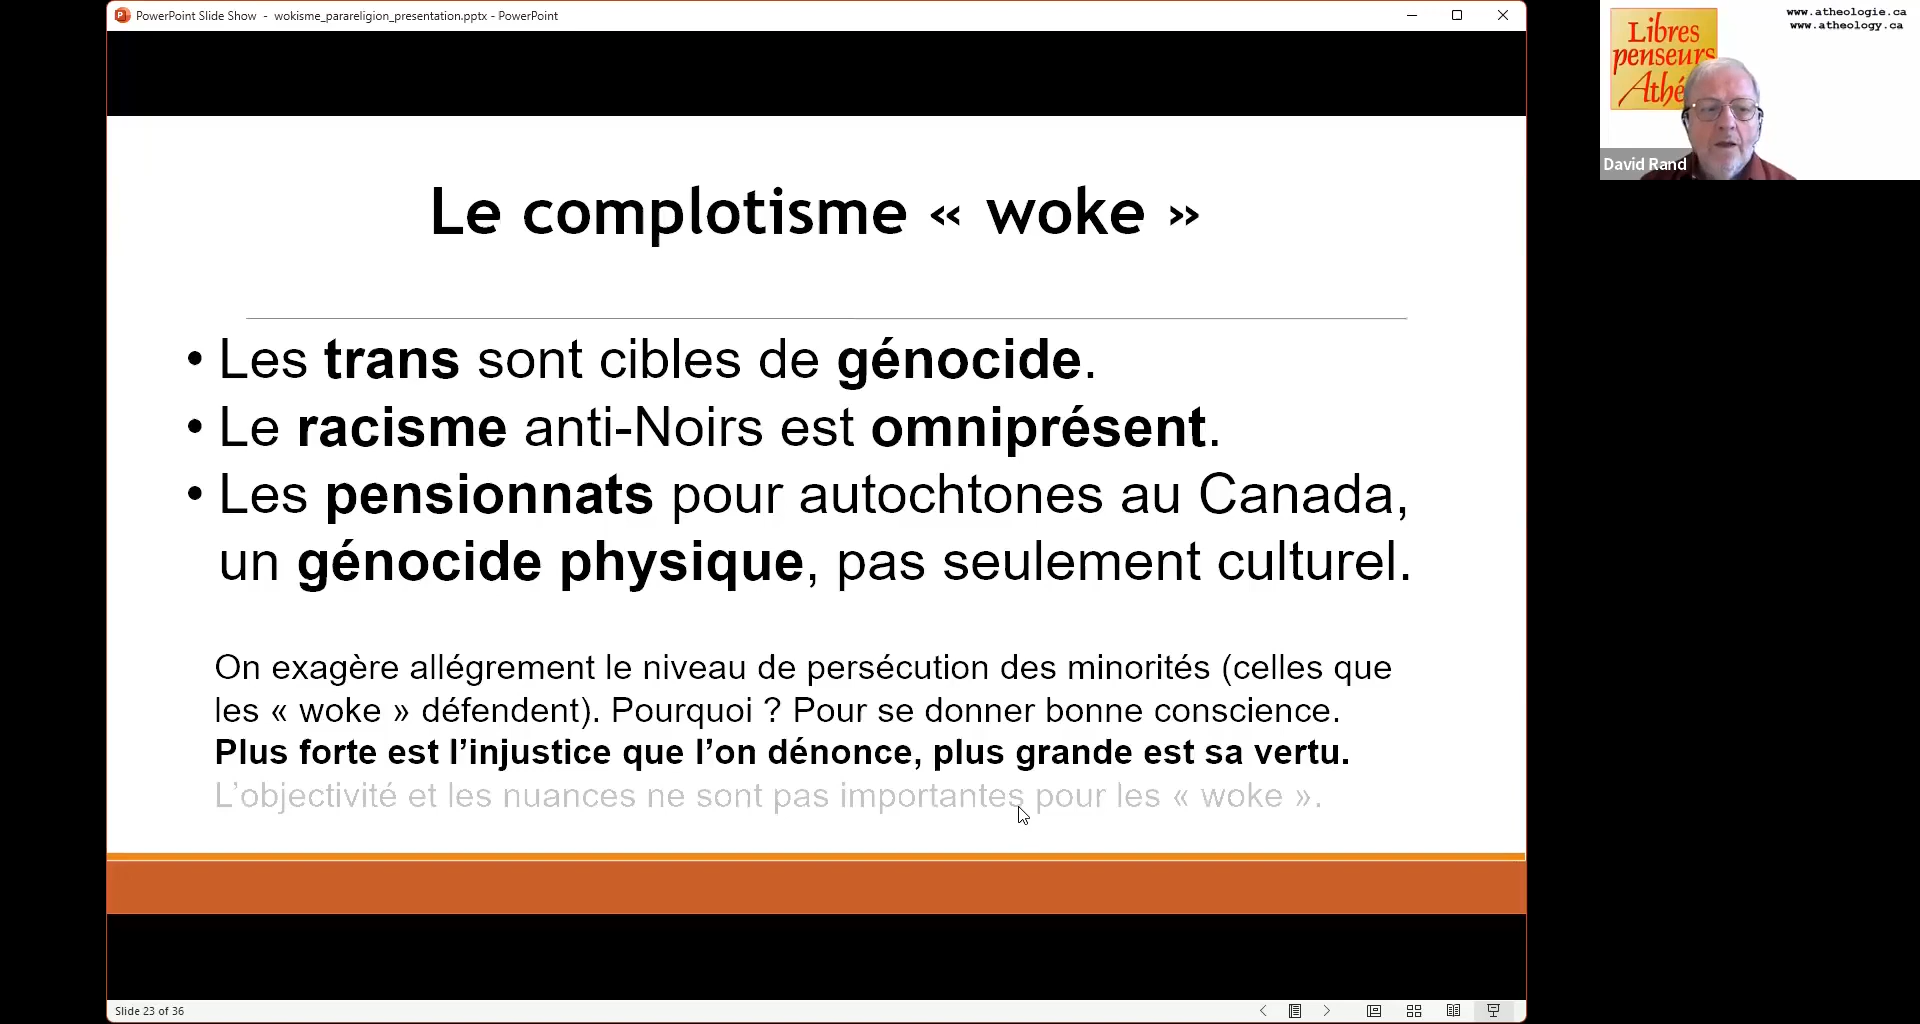 PowerPoint Slide Show - wokisme_parareligion_presentation.pptx - PowerPoint
Le complotisme « woke »
• Les trans sont cibles de génocide.
• Le racisme anti-Noirs est omniprésent.
• Les pensionnats pour autochtones au Canada,
un génocide physique, pas seulement culturel.
On exagère allégrement le niveau de persécution des minorités (celles que
les « woke » défendent). Pourquoi ? Pour se donner bonne conscience.
Plus forte est l’injustice que l’on dénonce, plus grande est sa vertu.
L’objectivité et les nuances ne sont pas importantes pour les « woke ».
Slide 23 of 36
www.atheologie.ca
www.atheology.ca
Libres
penseurs
Athé
David Rand